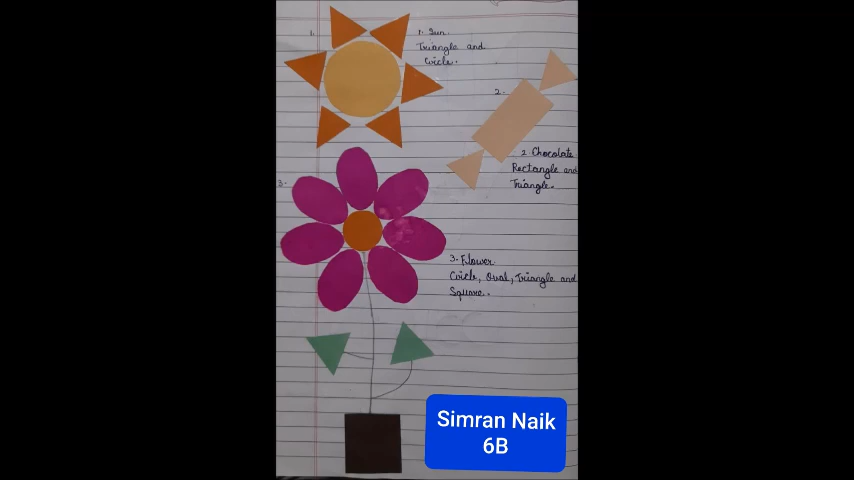 1.
1. Sun.
Triangle and
Circle.
2.
2. Chocolate
Rectangle and
Triangle.
3.
3. Flower.
Circle, Oval, Triangle and
Square.
Simran Naik
6B